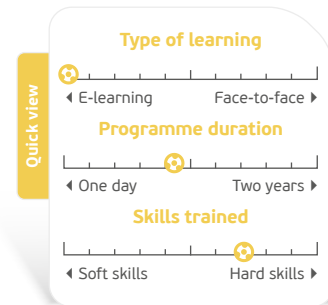 Quick view
Type of learning
E-learning Face-to-face
Programme duration
One day Two years
Skills trained
Soft skills Hard skills